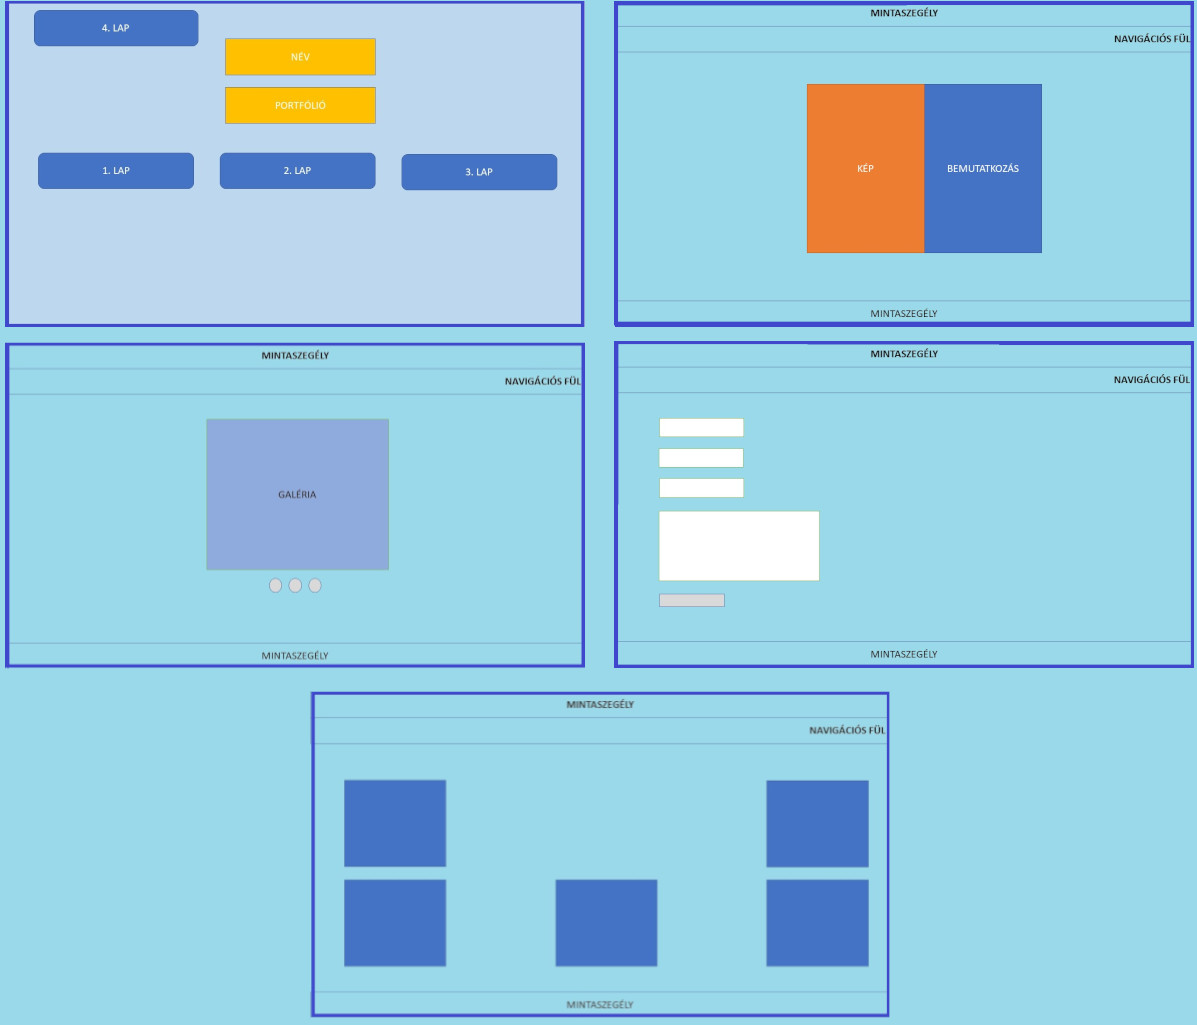 4. LAP
NÉV
PORTFÓLIÓ
1. LAP
2. LAP
3. LAP
MINTASZEGÉLY
NAVIGÁCIÓS FÜL
KÉP
BEMUTATKOZÁS
MINTASZEGÉLY
MINTASZEGÉLY
NAVIGÁCIÓS FÜL
GALÉRIA
MINTASZEGÉLY
MINTASZEGÉLY
NAVIGÁCIÓS FÜL
MINTASZEGÉLY
MINTASZEGÉLY
NAVIGÁCIÓS FÜL
MINTASZEGÉLY